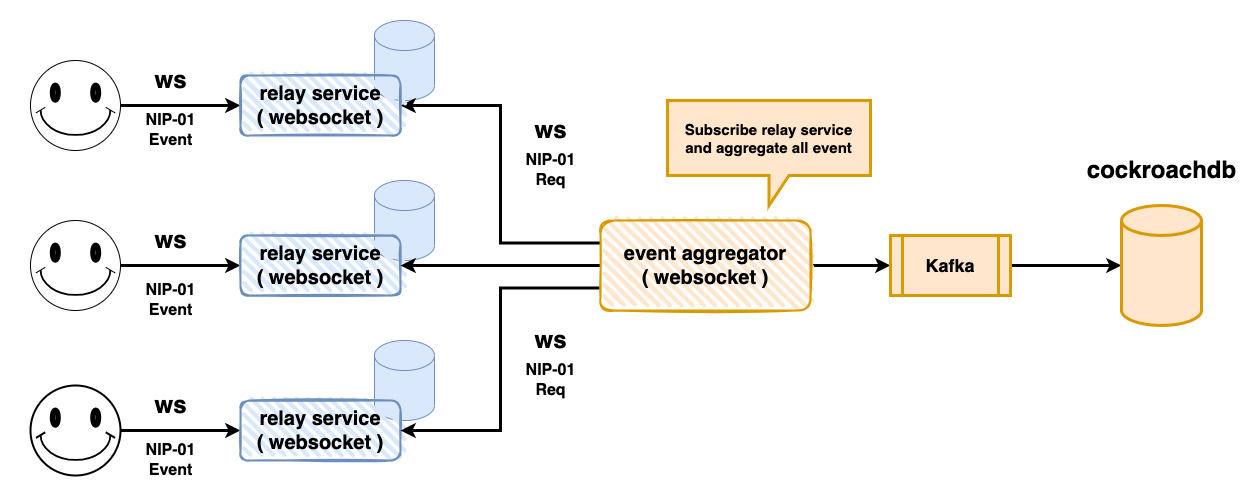 ws
NIP-01
Event
relay service
( websocket )
ws
NIP-01
Req
Subscribe relay service
and aggregate all event
cockroachdb
ws
NIP-01
Event
relay service
( websocket )
event aggregator
( websocket )
Kafka
ws
NIP-01
Req
ws
NIP-01
Event
relay service
( websocket )